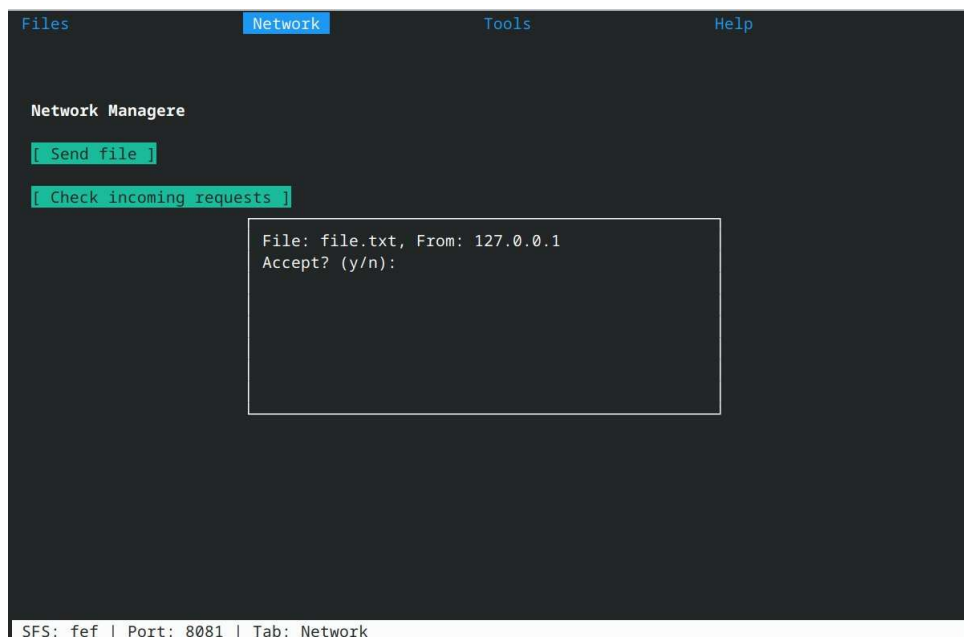 Files Network Tools Help
Network Managere
[ Send file ]
[ Check incoming requests ]
File: file.txt, From: 127.0.0.1
Accept? (y/n):
SFS: fef | Port: 8081 | Tab: Network